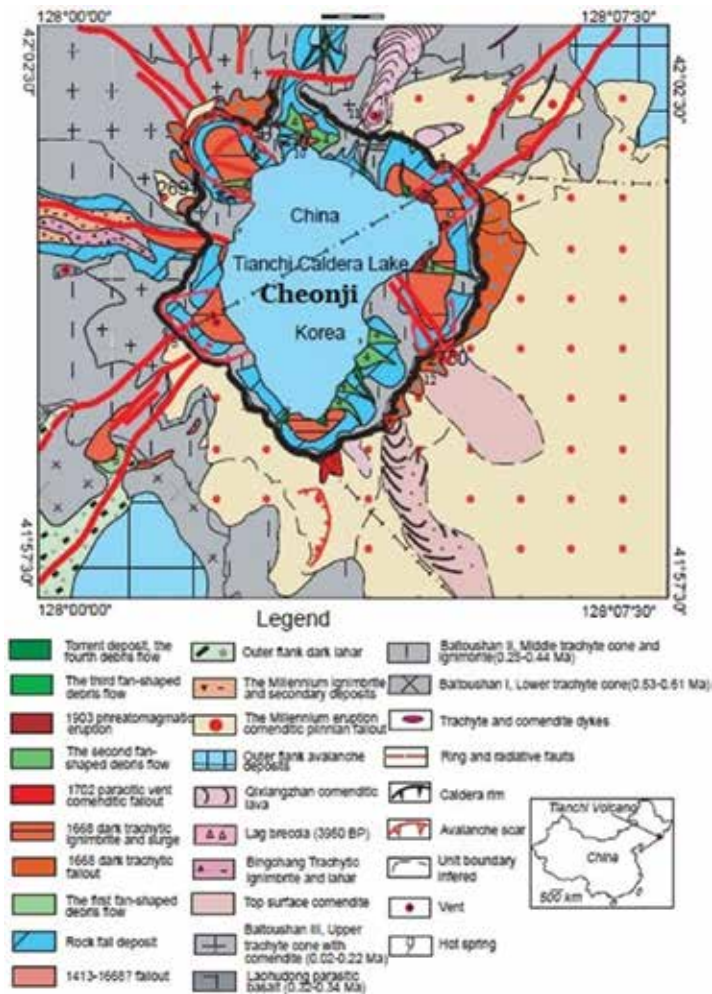 128°00'00"
128°07'30"
42°02'30"
42°02'30"
China
Tianchi Caldera Lake
Cheonji
Korea
12
41°57'30"
41°57'30"
128°00'00"
128°07'30"
Legend
Torrent deposit, the
fourth debris flow
The third fan-shaped
debris flow
1903 phreatomagmatic
eruption
The second fan-
shaped debris flow
1702 paracitic vent
comenditic fallout
1668 dark trachytic
ignimbrite and surge
1668 dark trachytic
fallout
The first fan-shaped
debris flow
Rock fall deposit
1413-1668? fallout
Outer flank dark lahar
The Millennium ignimbrite
and secondary deposits
The Millennium eruption
comenditic plinnian fallout
Outer flank avalanche
deposits
Qixiangzhan comenditic
lava
Lag breccia (3950 BP)
Bingchang Trachytic
ignimbrite and lahar
Top surface comendite
Baitoushan III, Upper
trachyte cone with
comendite (0.02-0.22 Ma)
Laohudong parasitic
basalt (0.32-0.34 Ma)
Baitoushan II, Middle trachyte cone and
ignimbrite(0.25-0.44 Ma)
Baitoushan I, Lower trachyte cone(0.53-0.61 Ma)
Trachyte and comendite dykes
Ring and radiative faults
Caldera rim
Avalanche scar
Unit boundary
infered
Vent
Hot spring
Tianchi Volcano
China
500 km